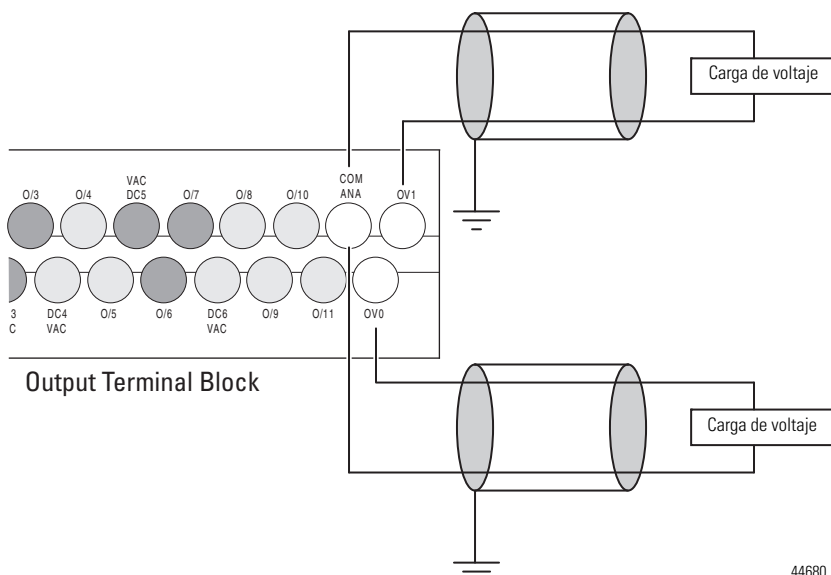 Carga de voltaje
VAC
COM
O/3 O/4 DC5 O/7 O/8 O/10 ANA OV1
3 DC4 O/5 O/6 DC6 O/9 O/11 OV0
C VAC VAC
Output Terminal Block
Carga de voltaje
44680